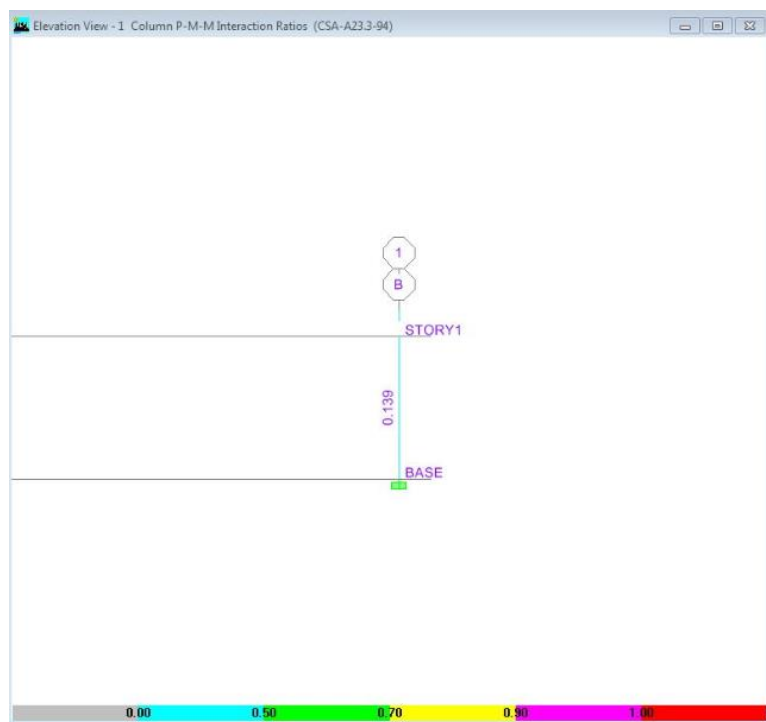 Elevation View - 1 Column P-M-M Interaction Ratios (CSA-A23.3-94)
1
B
STORY1
0.139
BASE
0.00 0.50 0.70 0.90 1.00